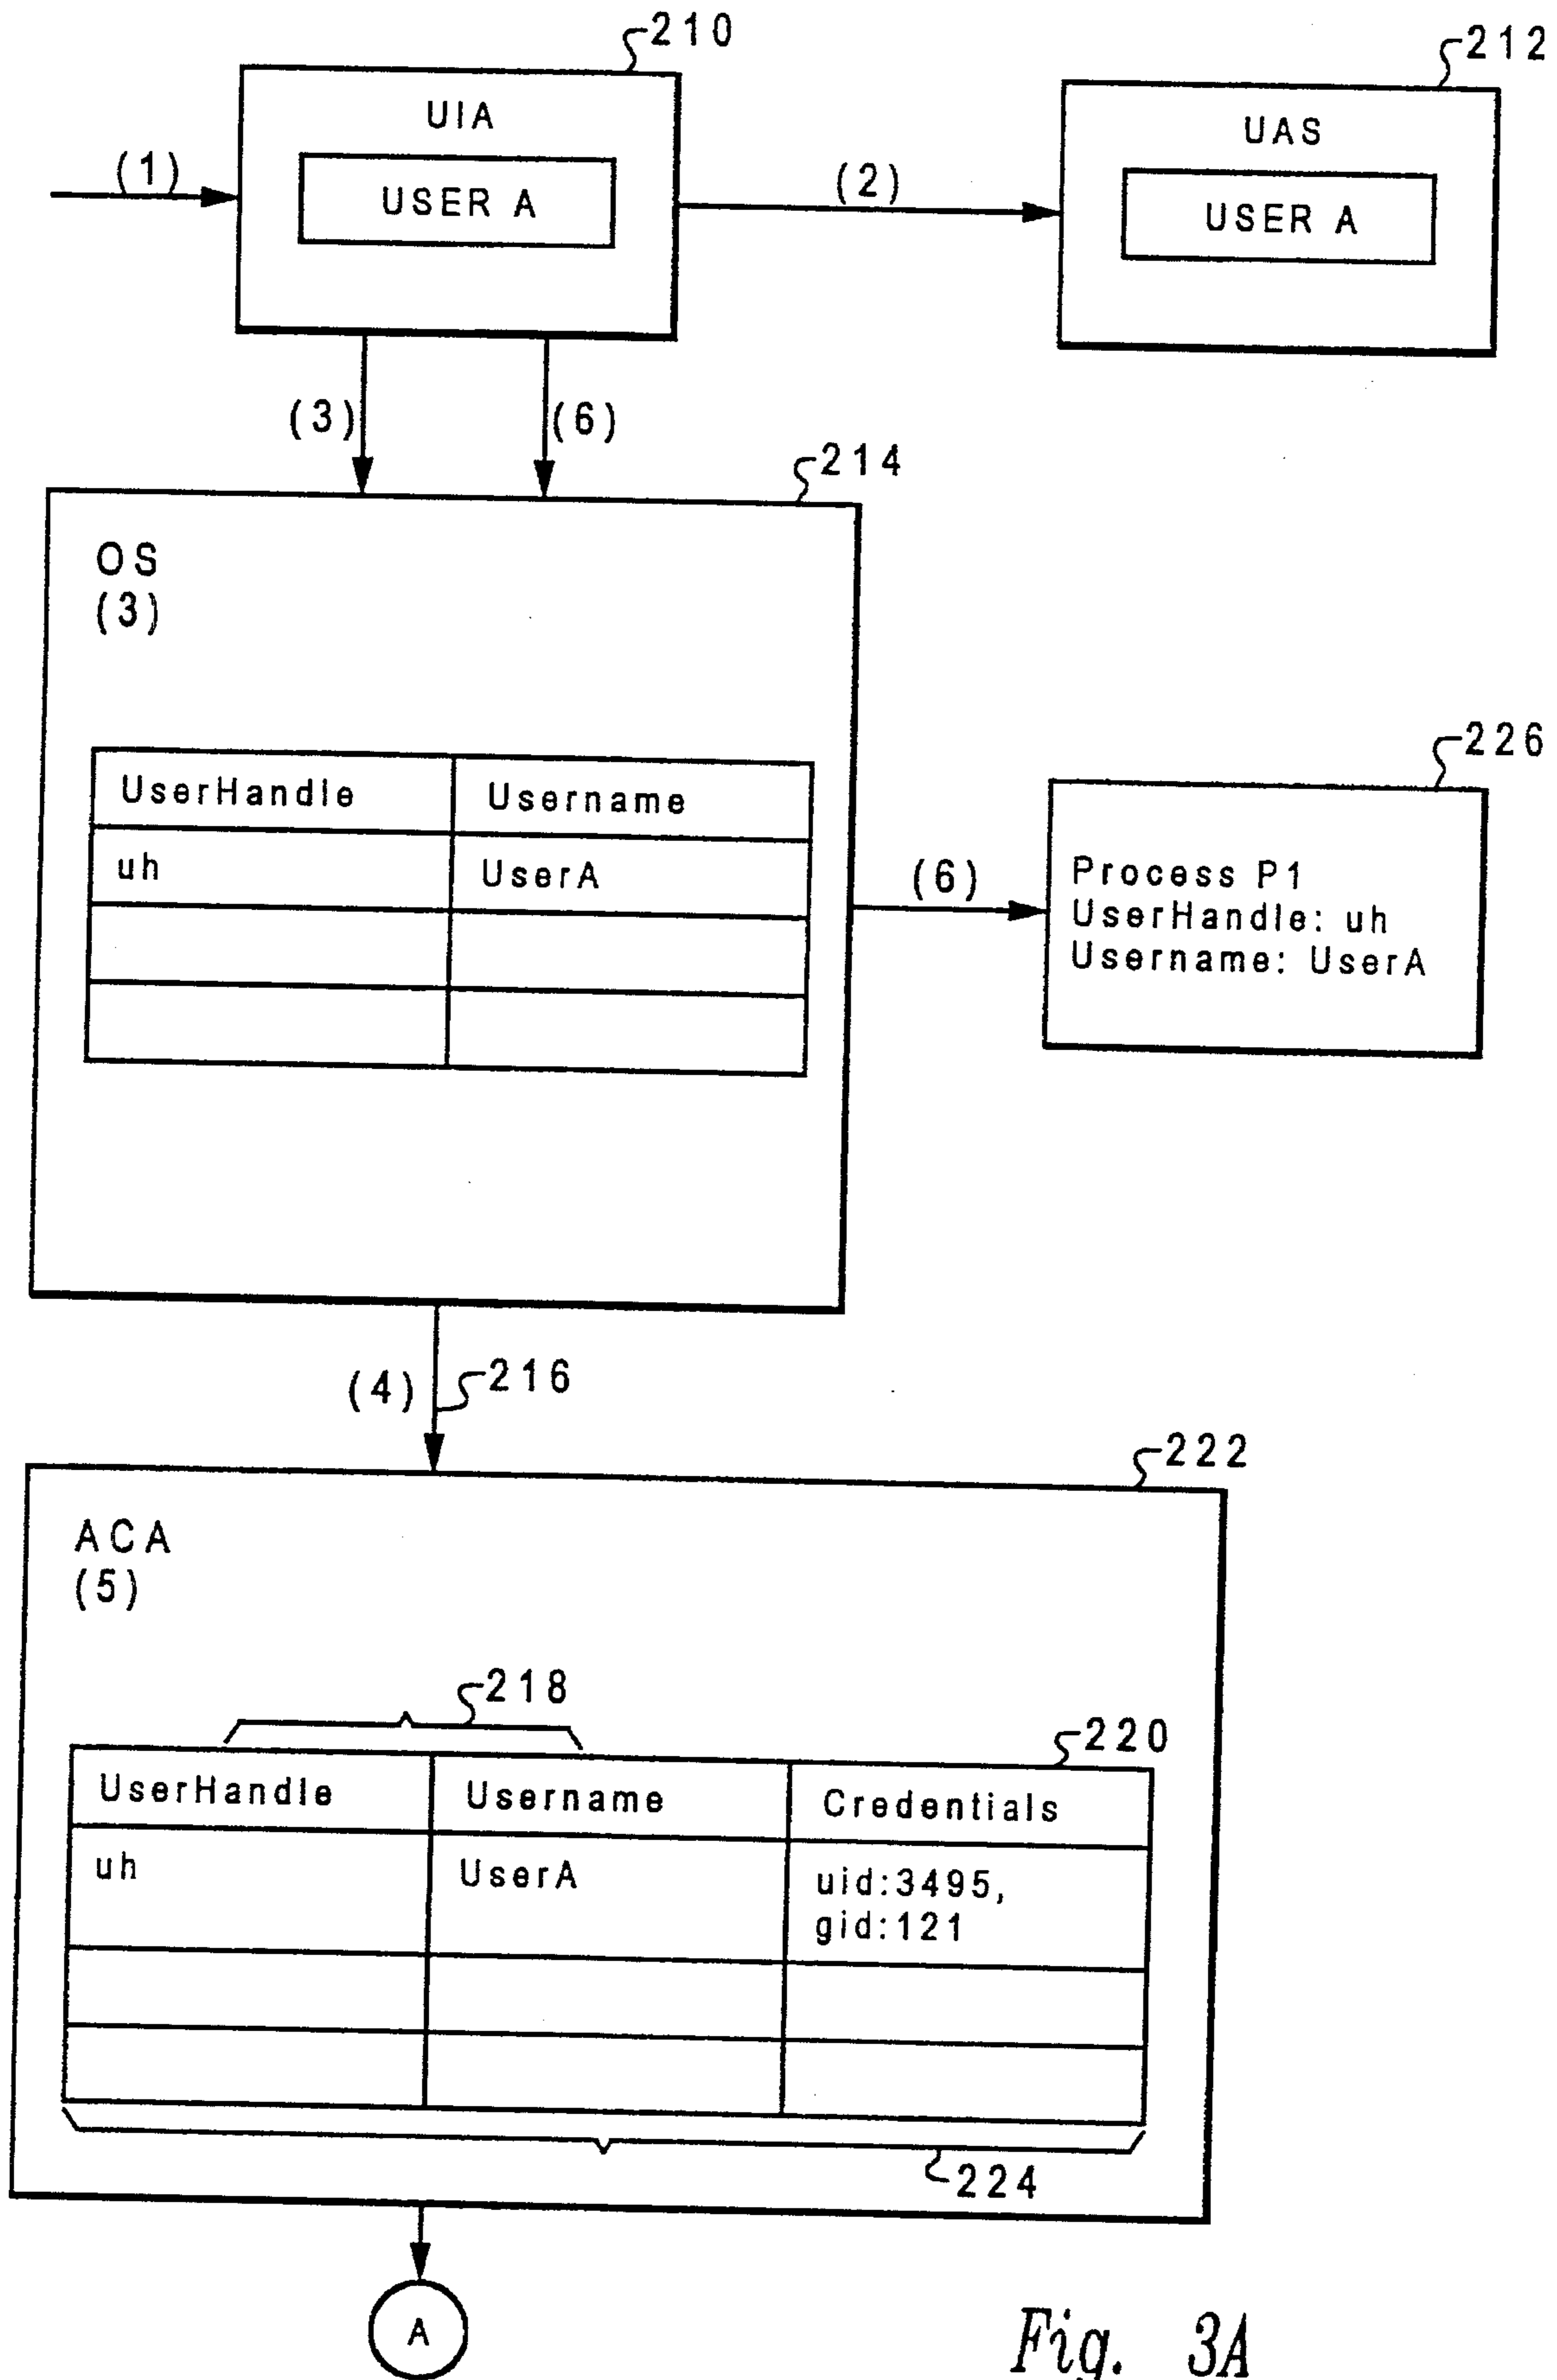 210
212
UIA
UAS
(1)
USER A
(2)
USER A
(3)
(6)
214
OS
(3)
226
UserHandle
Username
uh
UserA
(6)
Process P1
UserHandle: uh
Username: UserA
(4)
216
222
ACA
(5)
218
220
UserHandle
Username
Credentials
uh
UserA
uid:3495,
gid:121
224
A
Fig. 3A